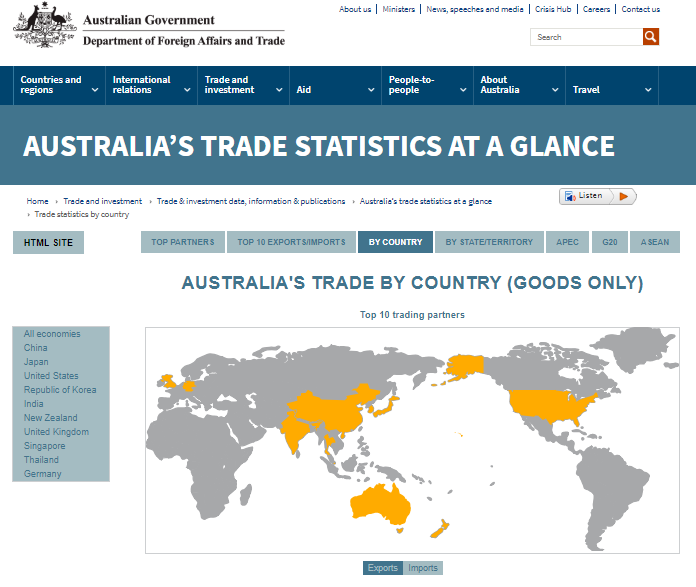 About us | Ministers | News, speeches and media | Crisis Hub | Careers | Contact us
Australian Government
Department of Foreign Affairs and Trade
Search
Countries and regions
International relations
Trade and investment
Aid
People-to-people
About Australia
Travel
AUSTRALIA'S TRADE STATISTICS AT A GLANCE
Home › Trade and investment › Trade & investment data, information & publications › Australia's trade statistics at a glance
› Trade statistics by country
Listen
HTML SITE
TOP PARTNERS
TOP 10 EXPORTS/IMPORTS
BY COUNTRY
BY STATE/TERRITORY
APEC
G20
ASEAN
AUSTRALIA'S TRADE BY COUNTRY (GOODS ONLY)
Top 10 trading partners
All economies
China
Japan
United States
Republic of Korea
India
New Zealand
United Kingdom
Singapore
Thailand
Germany
Exports
Imports